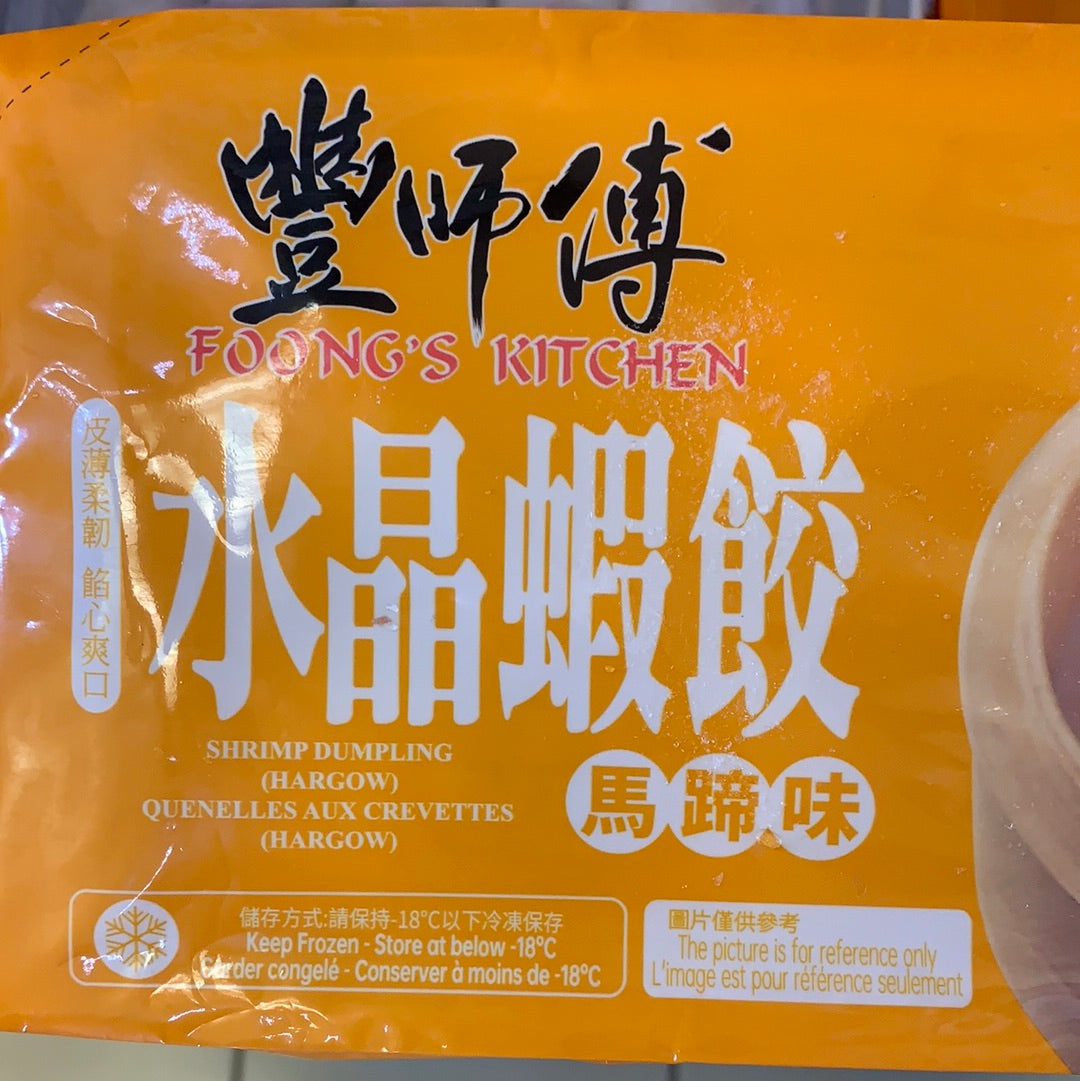 豐師傅
FOONG'S KITCHEN
皮薄柔韌 餡心爽口
水晶蝦餃
SHRIMP DUMPLING
(HARGOW)
QUENELLES AUX CREVETTES
(HARGOW)
馬蹄味
儲存方式:請保持-18°C以下冷凍保存
Keep Frozen - Store at below -18°C
Garder congelé - Conserver à moins de -18°C
圖片僅供參考
The picture is for reference only
L'image est pour référence seulement